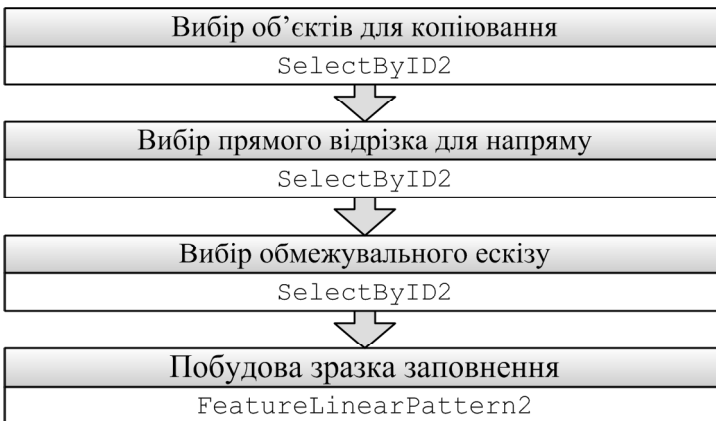 Вибір об’єктів для копіювання
SelectByID2
Вибір прямого відрізка для напряму
SelectByID2
Вибір обмежувального ескізу
SelectByID2
Побудова зразка заповнення
FeatureLinearPattern2